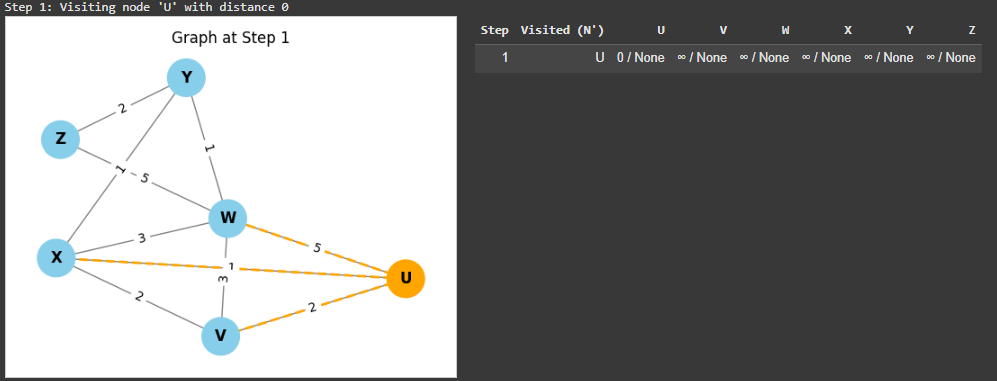 Step 1: Visiting node 'U' with distance 0
Graph at Step 1
Y
2
Z
1
1
5
W
3
5
X
1
U
3
2
2
V
Step Visited (N') U V W X Y Z
1 U 0 / None ∞ / None ∞ / None ∞ / None ∞ / None ∞ / None